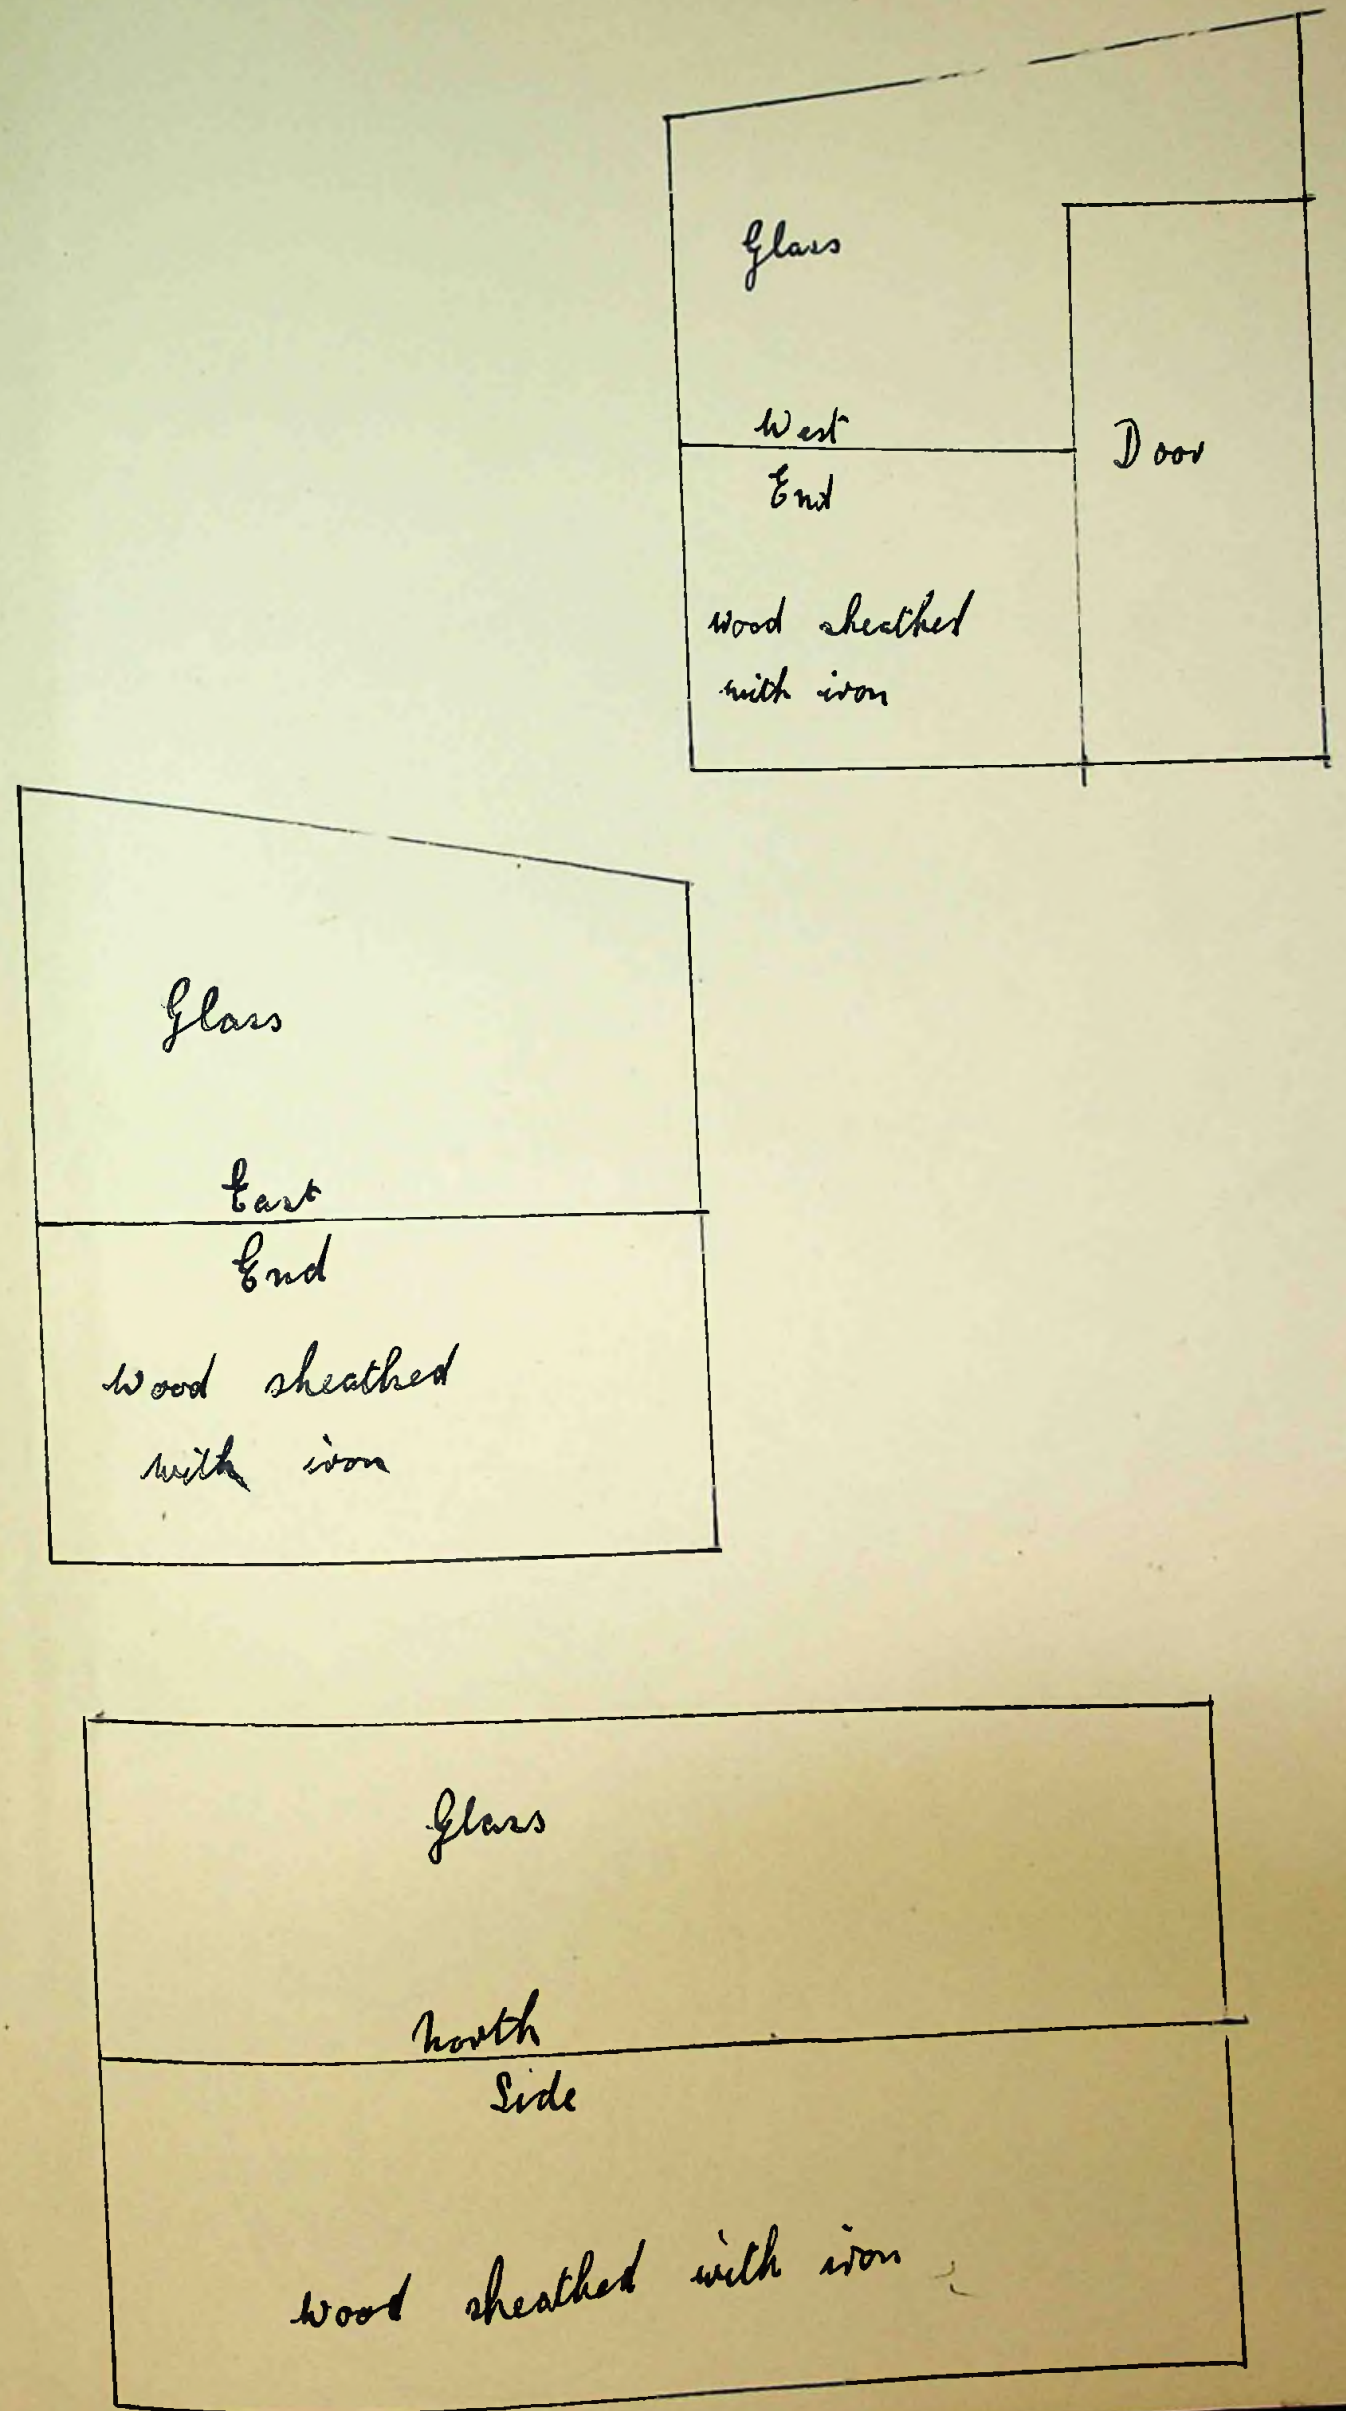 Glass
West
End
Door
wood sheathed
with iron
Glass
East
End
Wood sheathed
with iron
Glass
North
Side
Wood sheathed with iron